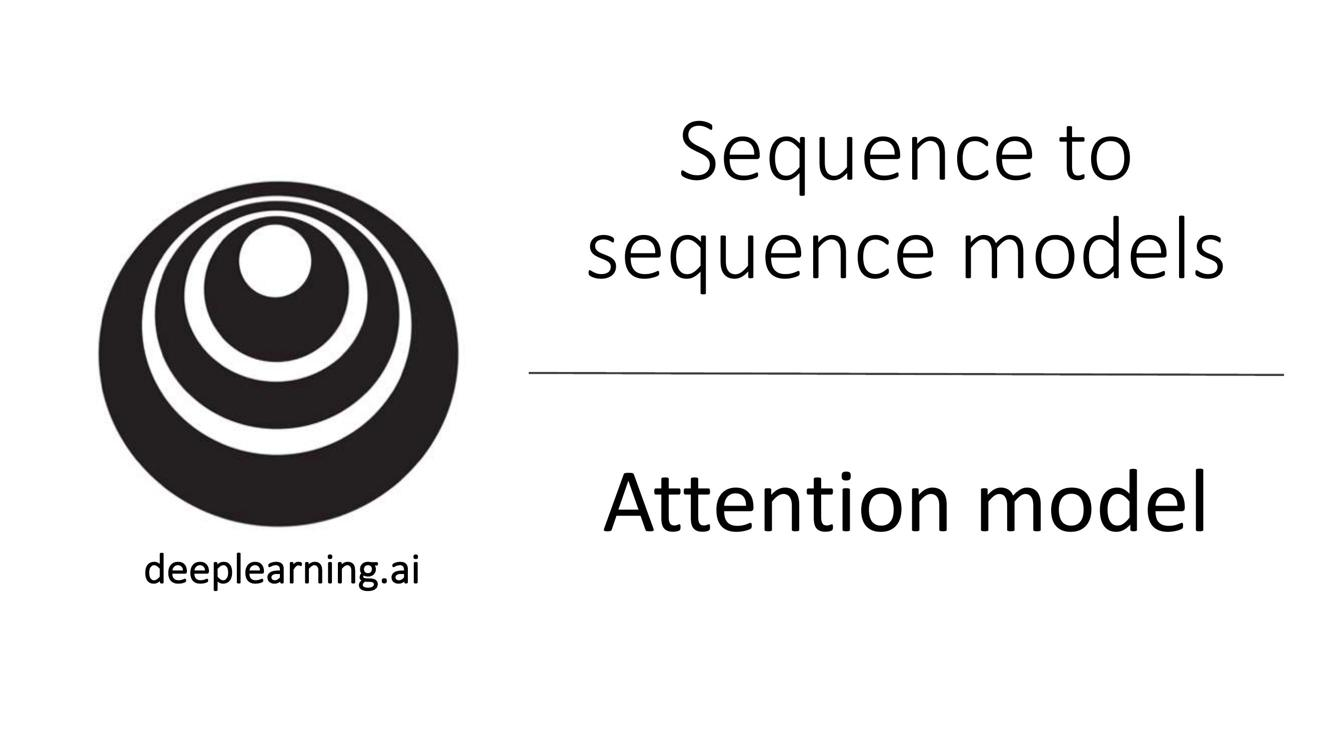 Sequence to
sequence models
Attention model
deeplearning.ai